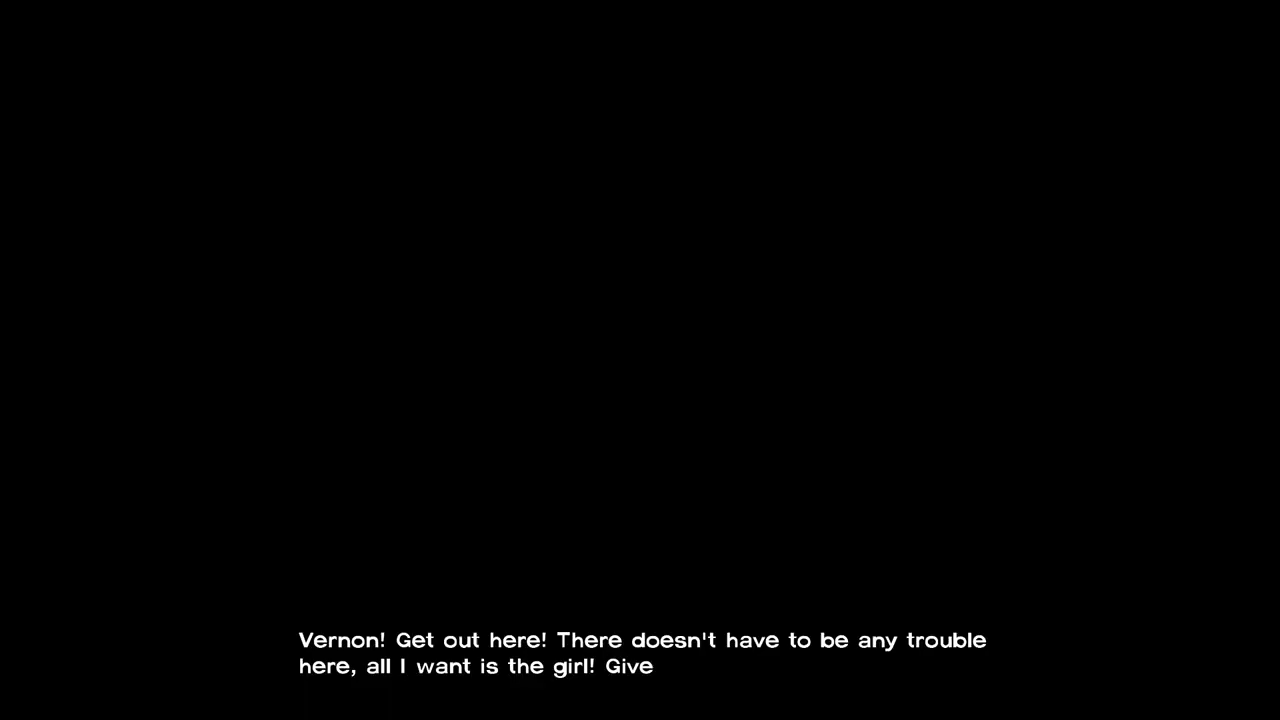 Vernon! Get out here! There doesn't have to be any trouble
here, all I want is the girl! Give